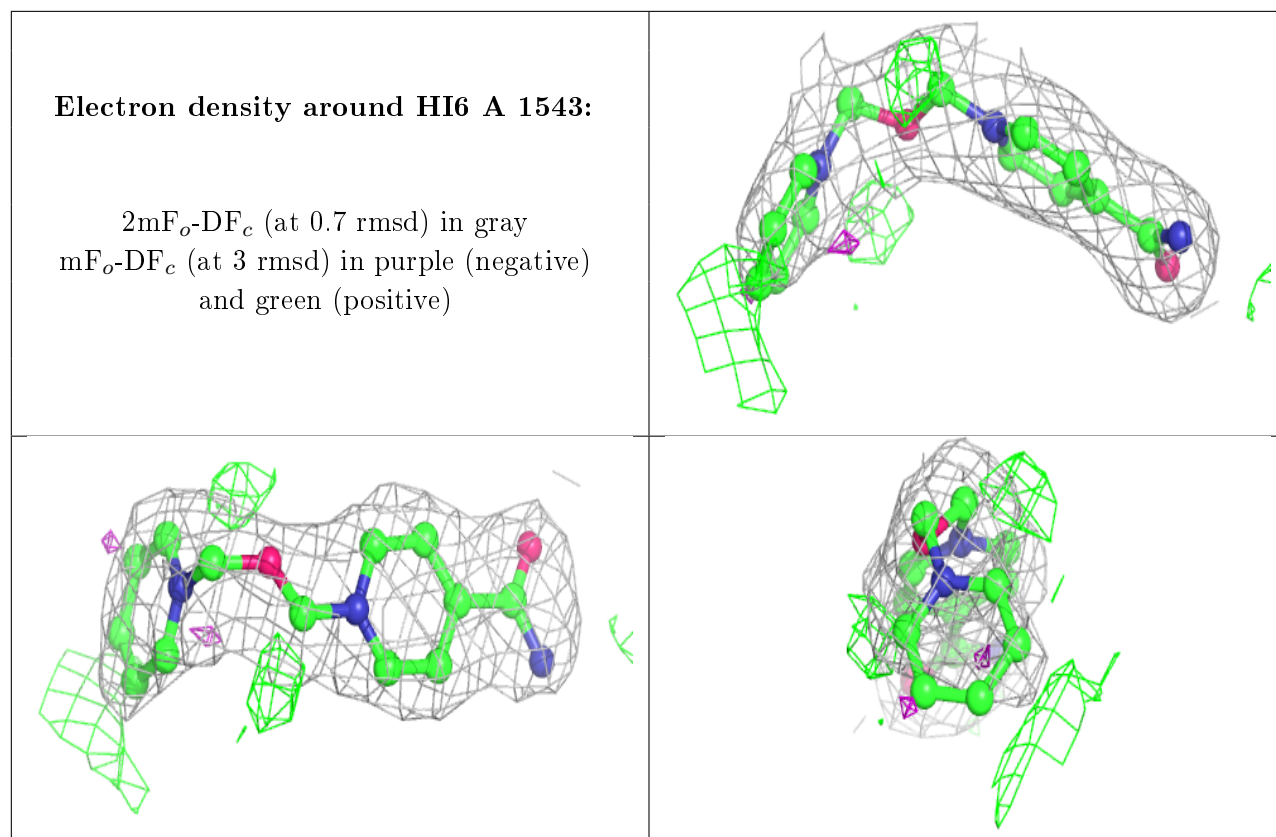 Electron density around HI6 A 1543:
2mFₒ-DF𝒸 (at 0.7 rmsd) in gray
mFₒ-DF𝒸 (at 3 rmsd) in purple (negative)
and green (positive)